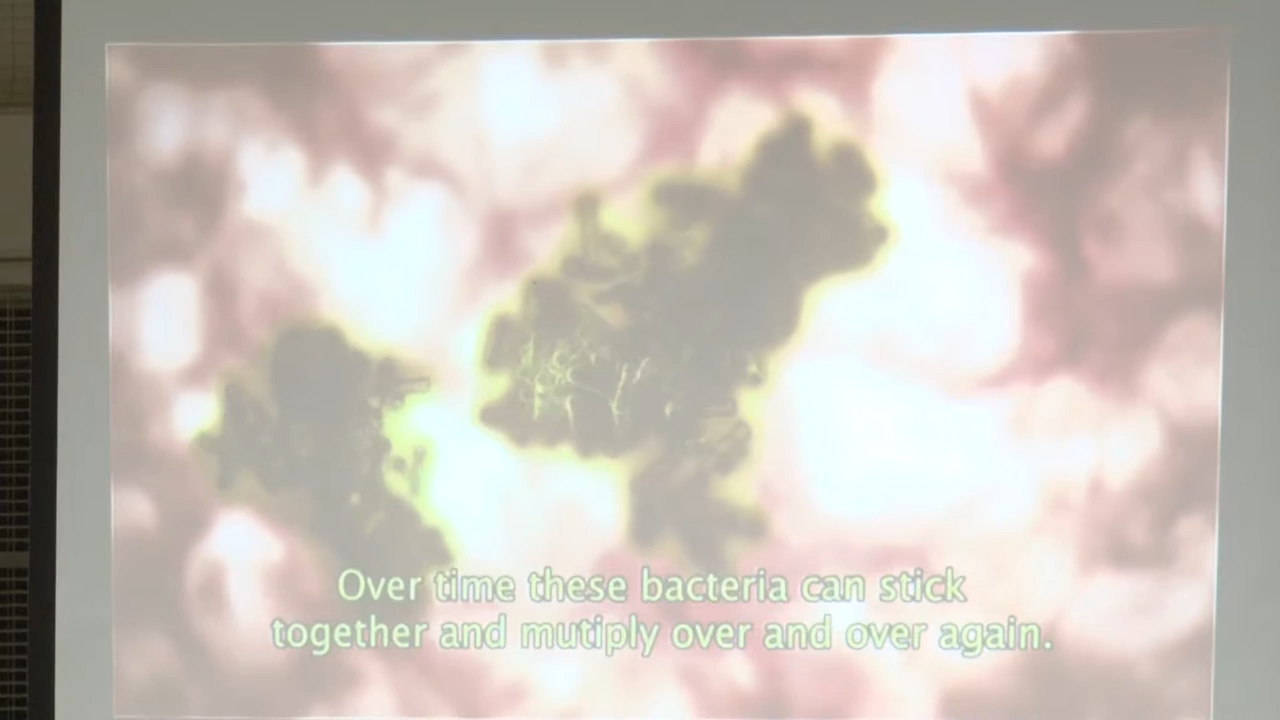 Over time these bacteria can stick
together and mutiply over and over again.